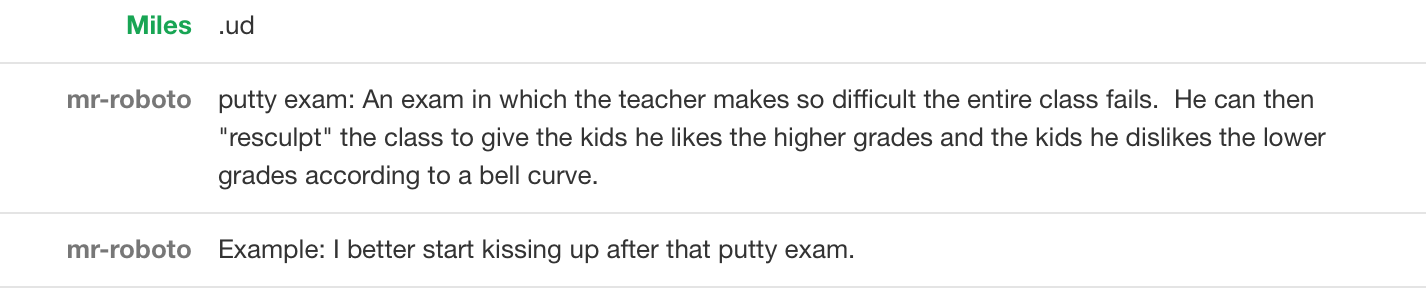 Miles .ud
mr-roboto putty exam: An exam in which the teacher makes so difficult the entire class fails.  He can then
"resculpt" the class to give the kids he likes the higher grades and the kids he dislikes the lower
grades according to a bell curve.
mr-roboto Example: I better start kissing up after that putty exam.